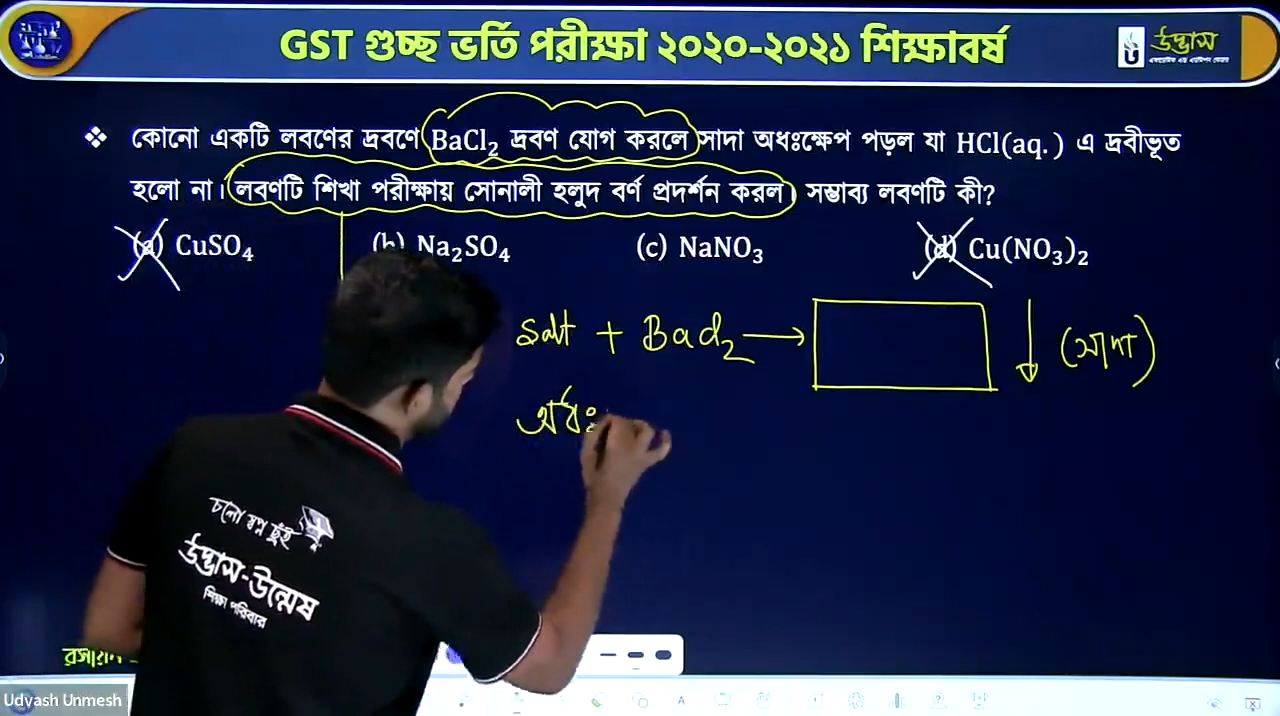 GST গুচ্ছ ভর্তি পরীক্ষা ২০২০-২০২১ শিক্ষাবর্ষ
উদ্ভাস
❖ কোনো একটি লবণের দ্রবণে BaCl₂ দ্রবণ যোগ করলে সাদা অধঃক্ষেপ পড়ল যা HCl(aq.) এ দ্রবীভূত
হলো না। লবণটি শিখা পরীক্ষায় সোনালী হলুদ বর্ণ প্রদর্শন করল। সম্ভাব্য লবণটি কী?
(a) CuSO₄ (b) Na₂SO₄ (c) NaNO₃ (d) Cu(NO₃)₂
Salt + BaCl₂ → ↓ (সাদা)
অধঃ
চলো স্বপ্ন ছুঁই
উদ্ভাস-উন্মেষ
শিক্ষা পরিবার
রসায়ন
Udvash Unmesh